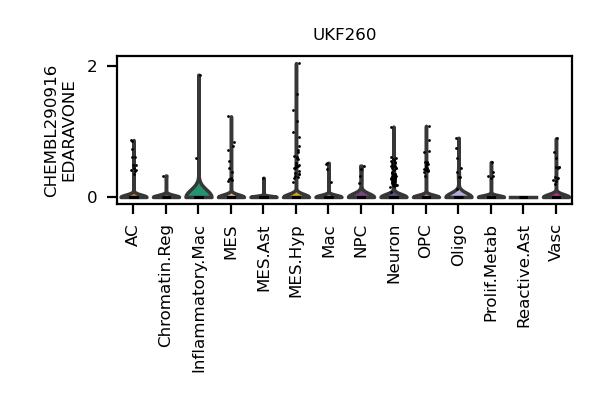 UKF260
CHEMBL290916
EDARAVONE
2
0
AC
Chromatin.Reg
Inflammatory.Mac
MES
MES.Ast
MES.Hyp
Mac
NPC
Neuron
OPC
Oligo
Prolif.Metab
Reactive.Ast
Vasc